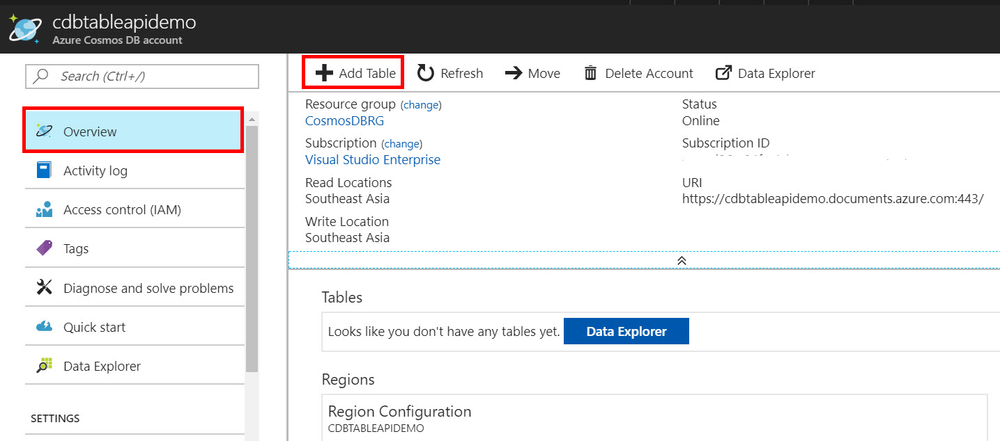 cdbtableapidemo
Azure Cosmos DB account
Search (Ctrl+/)
Overview
Activity log
Access control (IAM)
Tags
Diagnose and solve problems
Quick start
Data Explorer
SETTINGS
Add Table Refresh Move Delete Account Data Explorer
Resource group (change)
CosmosDBRG
Subscription (change)
Visual Studio Enterprise
Read Locations
Southeast Asia
Write Location
Southeast Asia
Status
Online
Subscription ID
URI
https://cdbtableapidemo.documents.azure.com:443/
Tables
Looks like you don't have any tables yet. Data Explorer
Regions
Region Configuration
CDBTABLEAPIDEMO